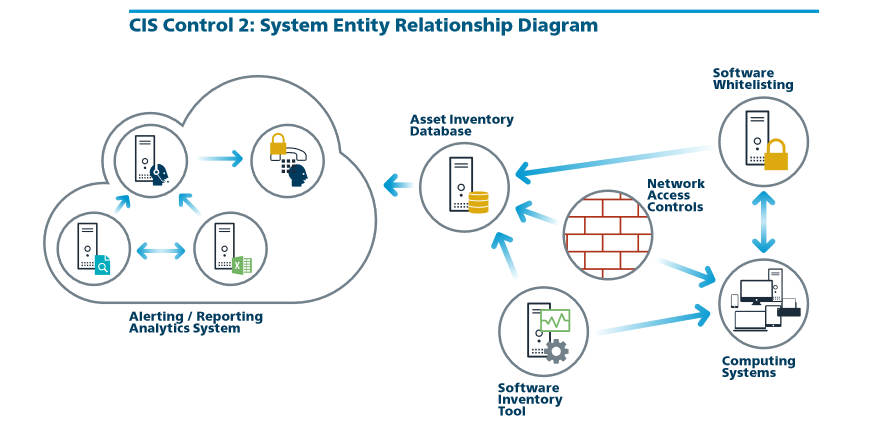 CIS Control 2: System Entity Relationship Diagram
Software
Whitelisting
Asset Inventory
Database
Network
Access
Controls
Alerting / Reporting
Analytics System
Computing
Systems
Software
Inventory
Tool